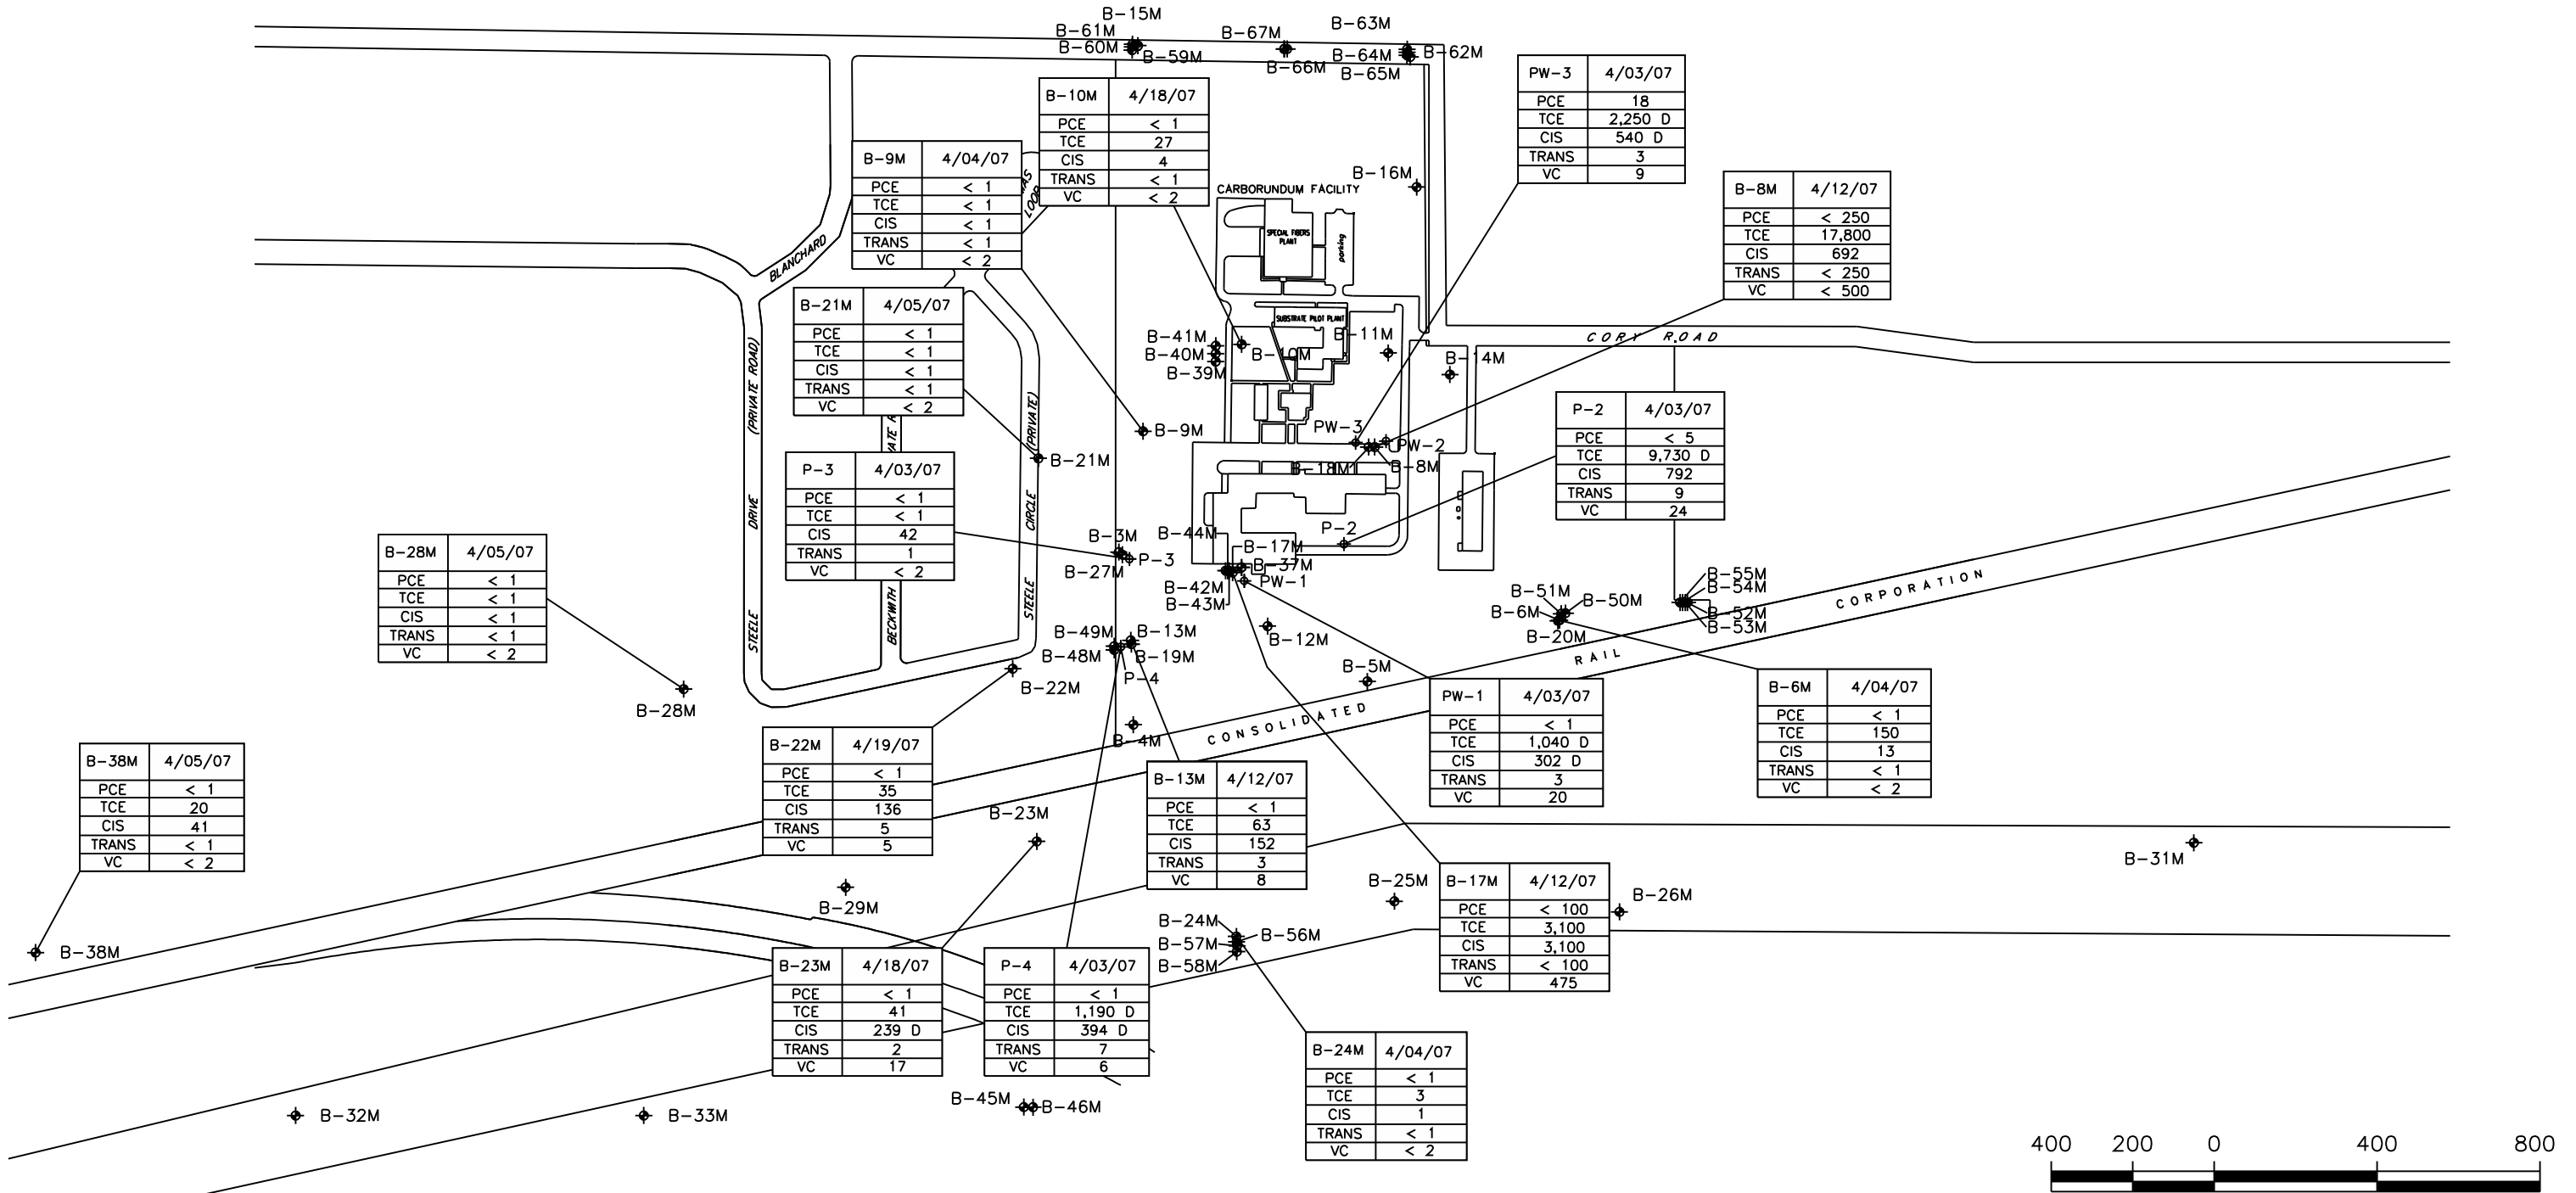 B-15M
B-61M
B-60M
B-59M
B-67M
B-66M
B-63M
B-64M
B-62M
B-65M
B-10M 4/18/07
PCE < 1
TCE 27
CIS 4
TRANS < 1
VC < 2
PW-3 4/03/07
PCE 18
TCE 2,250 D
CIS 540 D
TRANS 3
VC 9
B-9M 4/04/07
PCE < 1
TCE < 1
CIS < 1
TRANS < 1
VC < 2
LOOP
B-16M
CARBORUNDUM FACILITY
SPECIAL FIBERS
PLANT
parking
B-8M 4/12/07
PCE < 250
TCE 17,800
CIS 692
TRANS < 250
VC < 500
BLANCHARD
B-21M 4/05/07
PCE < 1
TCE < 1
CIS < 1
TRANS < 1
VC < 2
SUBSTRATE PILOT PLANT
B-41M
B-40M
B-39M
B-10M
B-11M
B-14M
CORY ROAD
STEELE DRIVE (PRIVATE ROAD)
STEELE CIRCLE (PRIVATE)
BECKWITH
P-2 4/03/07
PCE < 5
TCE 9,730 D
CIS 792
TRANS 9
VC 24
B-9M
PW-3
PW-2
B-18M
B-8M
B-21M
P-3 4/03/07
PCE < 1
TCE < 1
CIS 42
TRANS 1
VC < 2
B-28M 4/05/07
PCE < 1
TCE < 1
CIS < 1
TRANS < 1
VC < 2
P-2
B-44M
B-3M
B-17M
P-3
B-27M
B-37M
PW-1
B-42M
B-43M
B-51M
B-50M
B-6M
B-20M
B-55M
B-54M
B-52M
B-53M
CONSOLIDATED RAIL CORPORATION
B-49M
B-13M
B-12M
B-48M
B-19M
P-4
B-5M
B-22M
B-28M
B-4M
PW-1 4/03/07
PCE < 1
TCE 1,040 D
CIS 302 D
TRANS 3
VC 20
B-6M 4/04/07
PCE < 1
TCE 150
CIS 13
TRANS < 1
VC < 2
B-22M 4/19/07
PCE < 1
TCE 35
CIS 136
TRANS 5
VC 5
B-38M 4/05/07
PCE < 1
TCE 20
CIS 41
TRANS < 1
VC < 2
B-13M 4/12/07
PCE < 1
TCE 63
CIS 152
TRANS 3
VC 8
B-23M
B-31M
B-29M
B-25M
B-17M 4/12/07
PCE < 100
TCE 3,100
CIS 3,100
TRANS < 100
VC 475
B-26M
B-24M
B-56M
B-57M
B-58M
B-38M
B-23M 4/18/07
PCE < 1
TCE 41
CIS 239 D
TRANS 2
VC 17
P-4 4/03/07
PCE < 1
TCE 1,190 D
CIS 394 D
TRANS 7
VC 6
B-24M 4/04/07
PCE < 1
TCE 3
CIS 1
TRANS < 1
VC < 2
B-45M
B-46M
B-32M
B-33M
400 200 0 400 800